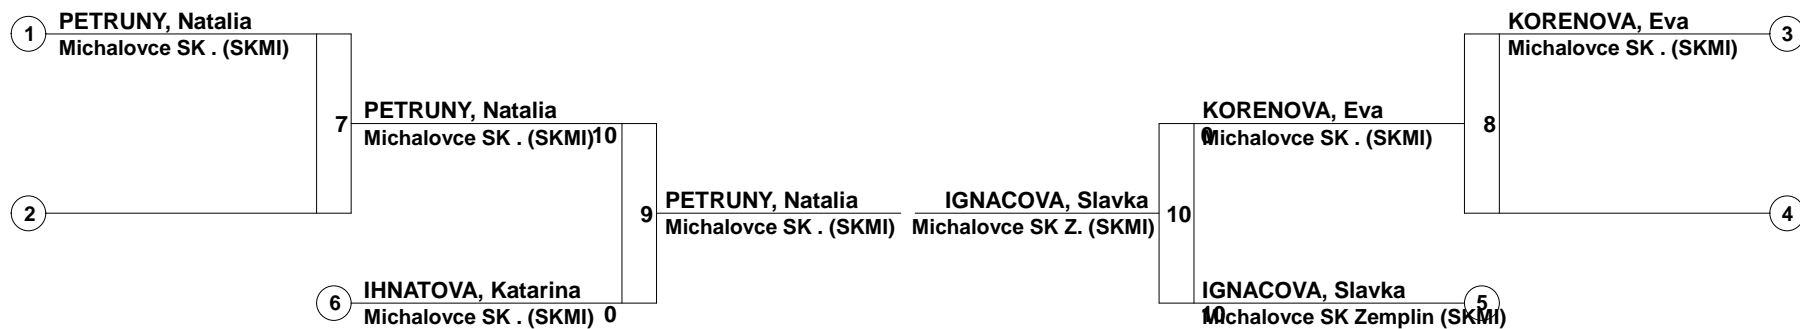 1
PETRUNY, Natalia
Michalovce SK . (SKMI)
7
PETRUNY, Natalia
Michalovce SK . (SKMI)
10
2
9
PETRUNY, Natalia
Michalovce SK . (SKMI)
6
IHNATOVA, Katarina
Michalovce SK . (SKMI)
0
KORENOVA, Eva
Michalovce SK . (SKMI)
3
KORENOVA, Eva
0
Michalovce SK . (SKMI)
8
IGNACOVA, Slavka
Michalovce SK Z. (SKMI)
10
4
IGNACOVA, Slavka
10
Michalovce SK Zemplin (SKMI)
5